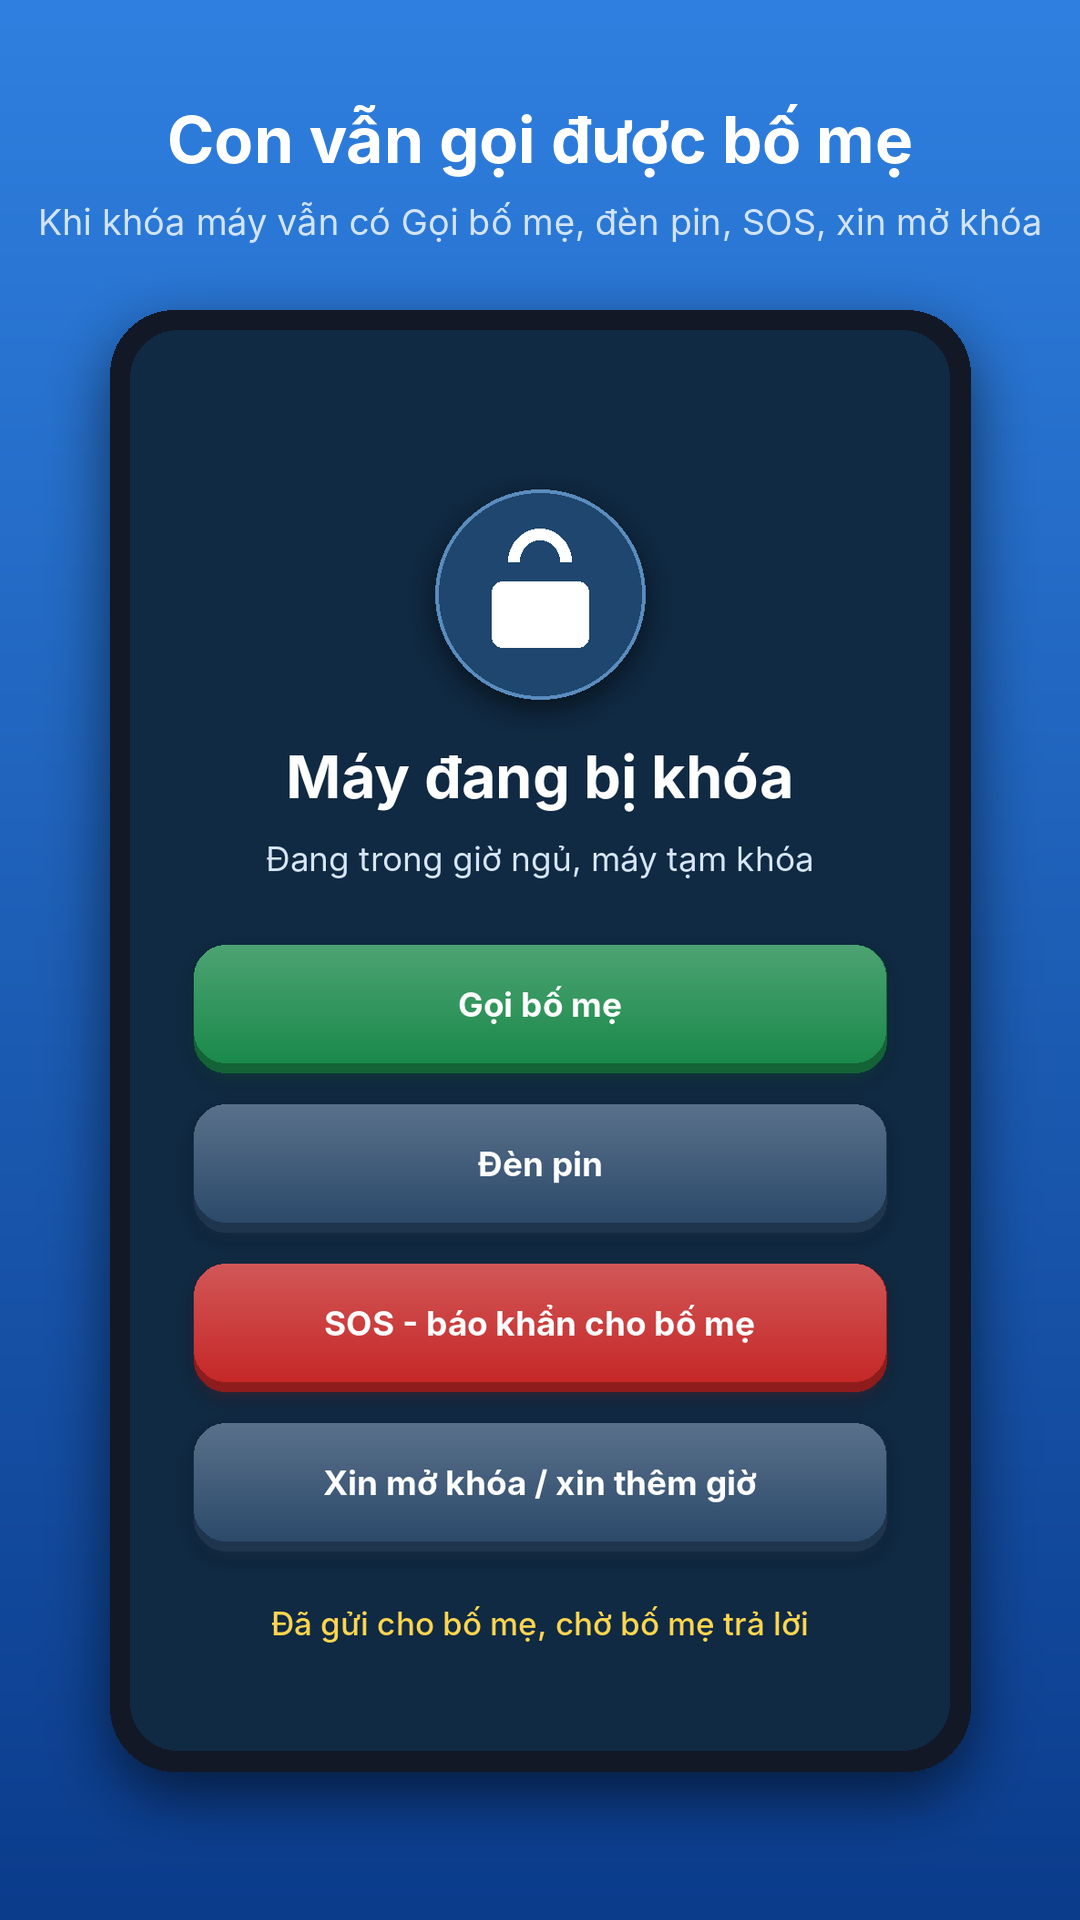 Con vẫn gọi được bố mẹ
Khi khóa máy vẫn có Gọi bố mẹ, đèn pin, SOS, xin mở khóa
Máy đang bị khóa
Đang trong giờ ngủ, máy tạm khóa
Gọi bố mẹ
Đèn pin
SOS - báo khẩn cho bố mẹ
Xin mở khóa / xin thêm giờ
Đã gửi cho bố mẹ, chờ bố mẹ trả lời